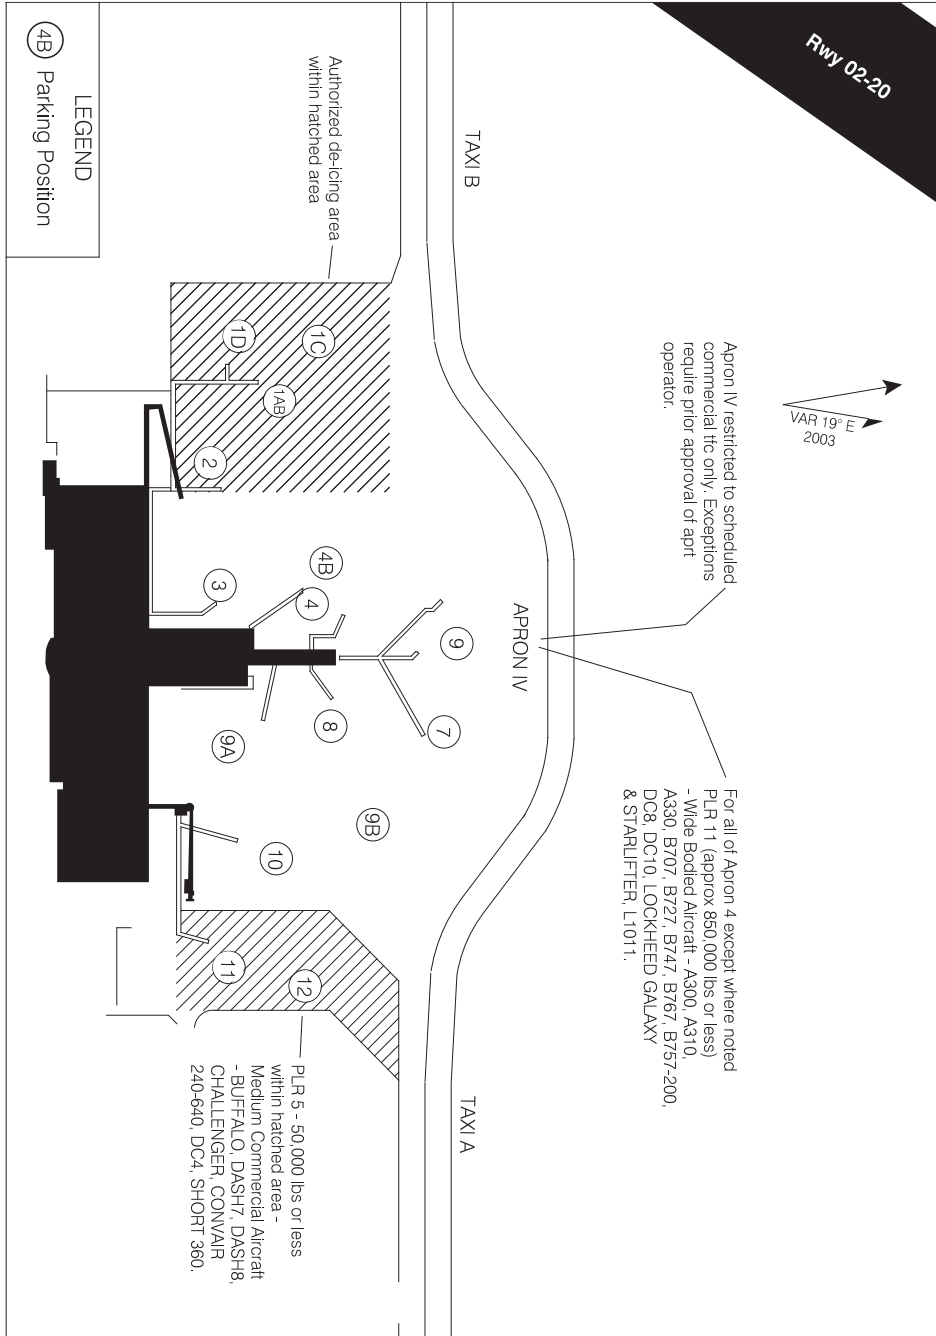 Rwy 02-20
VAR 19° E
2003
Apron IV restricted to scheduled
commercial tfc only. Exceptions
require prior approval of aprt
operator.
For all of Apron 4 except where noted
PLR 11 (approx 850,000 lbs or less)
- Wide Bodied Aircraft - A300, A310,
A330, B707, B727, B747, B767, B757-200,
DC8, DC10, LOCKHEED GALAXY
& STARLIFTER, L1011.
TAXI B
APRON IV
TAXI A
Authorized de-icing area
within hatched area
1C
1D
1AB
2
3
4B
4
9
7
8
9A
9B
10
11
12
PLR 5 - 50,000 lbs or less
within hatched area -
Medium Commercial Aircraft
- BUFFALO, DASH7, DASH8,
CHALLENGER, CONVAIR
240-640, DC4, SHORT 360.
LEGEND
4B Parking Position